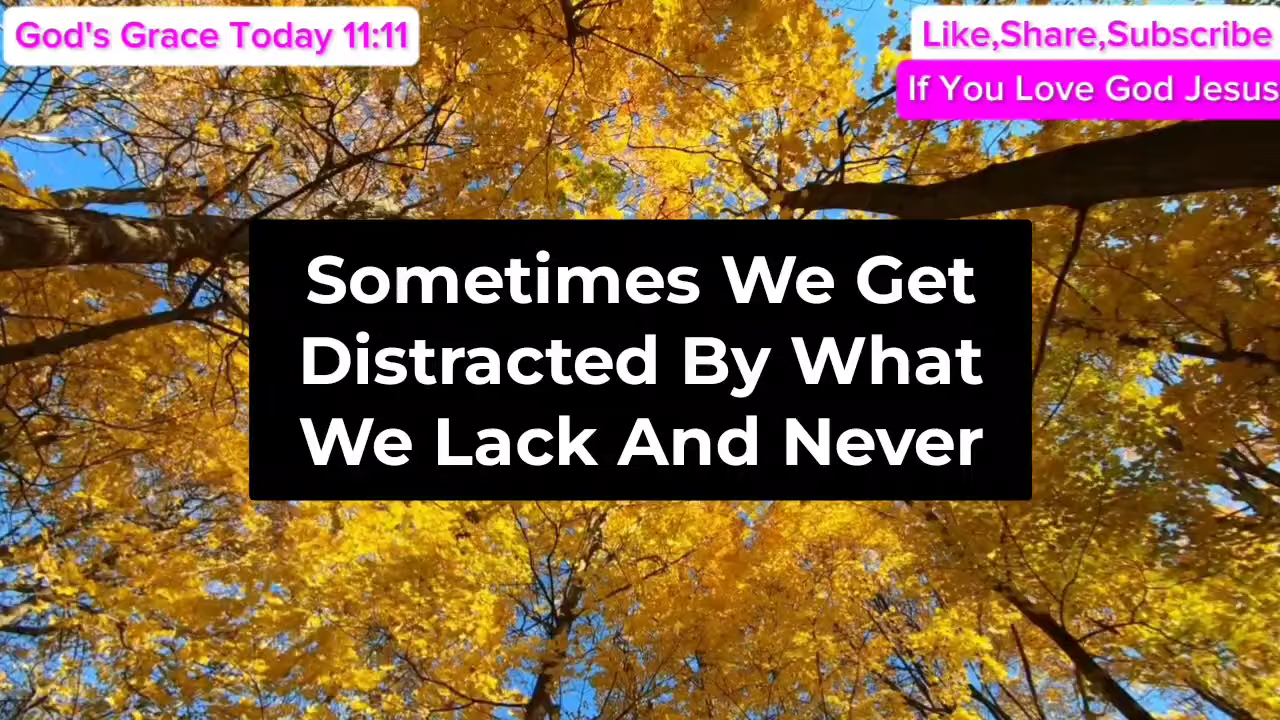 God's Grace Today 11:11
Like,Share,Subscribe
If You Love God Jesus
Sometimes We Get
Distracted By What
We Lack And Never